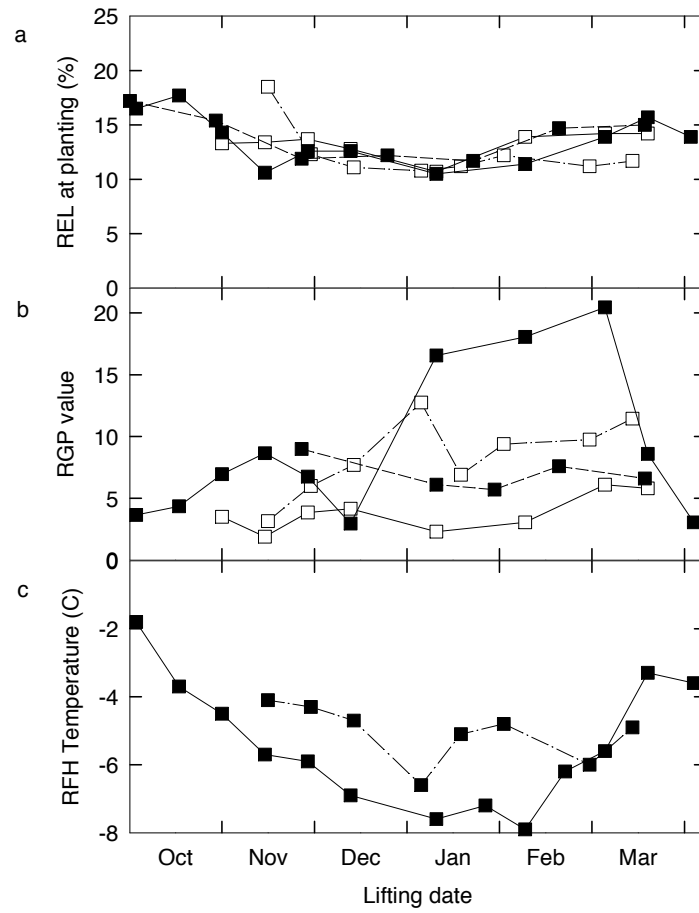 a
REL at planting (%)
25
20
15
10
5
0
b
RGP value
20
15
10
5
0
c
RFH Temperature (C)
-2
-4
-6
-8
Oct Nov Dec Jan Feb Mar
Lifting date